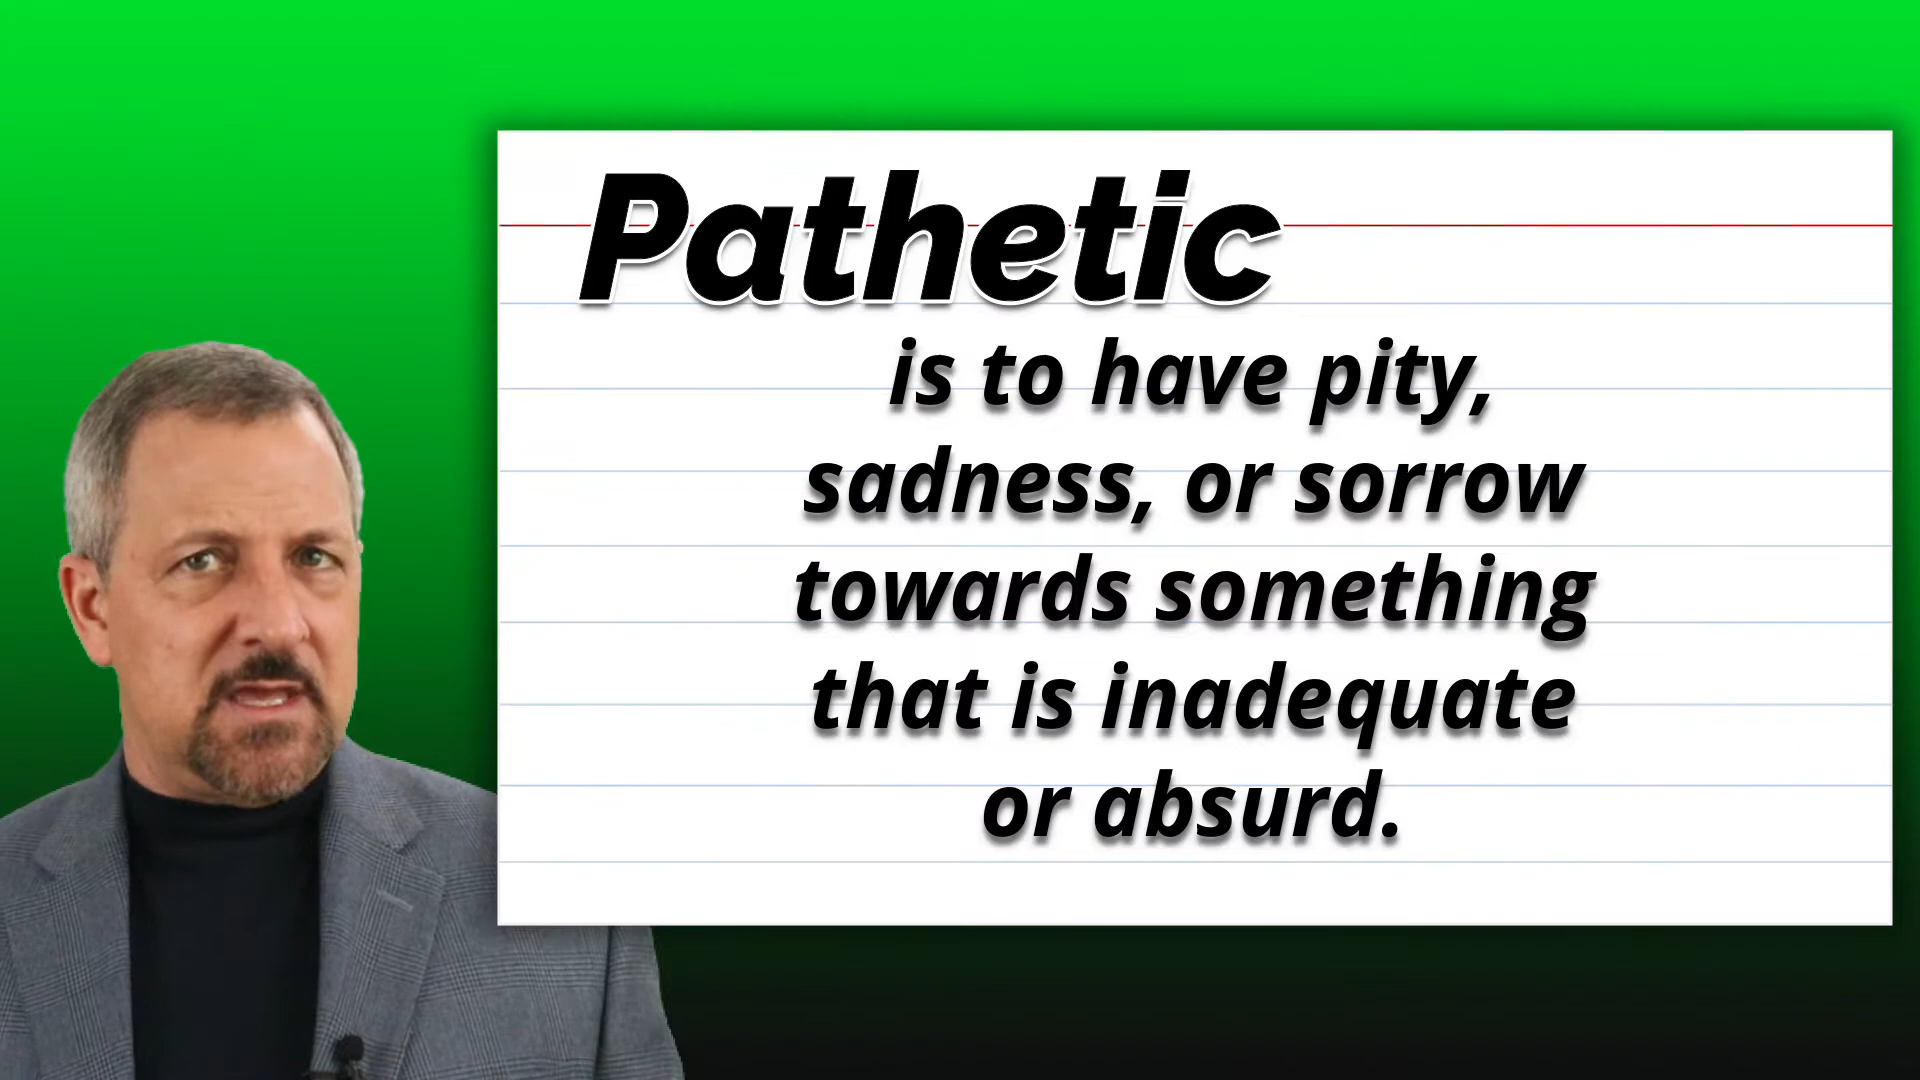 Pathetic
is to have pity,
sadness, or sorrow
towards something
that is inadequate
or absurd.